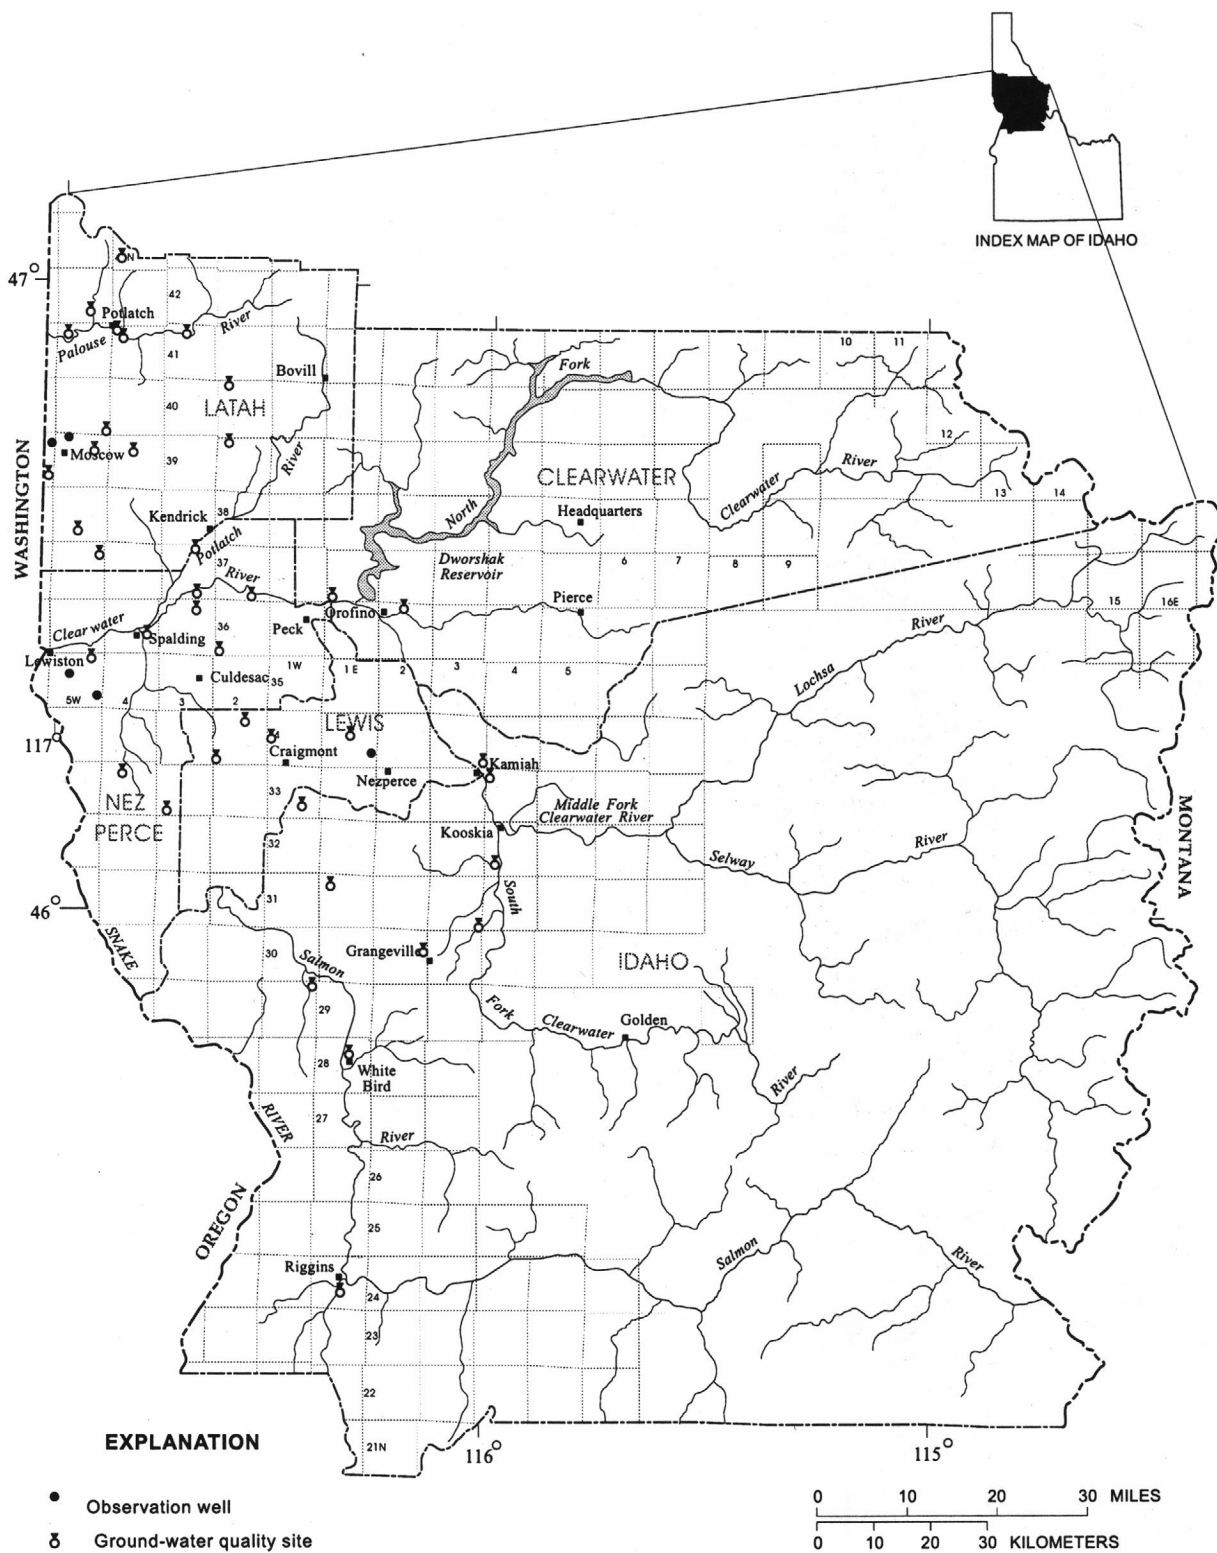 INDEX MAP OF IDAHO
47°
N
42
Potlatch
River
Palouse
41
10
11
Fork
Bovill
40
LATAH
12
WASHINGTON
Moscow
39
River
River
CLEARWATER
Clearwater
13
14
38
Kendrick
North
Headquarters
Potlatch
37
River
Dworshak
Reservoir
6
7
8
9
Pierce
15
16E
Orofino
Clearwater
Spalding
36
Peck
River
Lewiston
1W
1E
2
3
4
5
Lochsa
Culdesac
35
5W
4
3
2
LEWIS
117°
4
Craigmont
Nezperce
Kamiah
NEZ
PERCE
33
Middle Fork
Clearwater River
MONTANA
Kooskia
32
Selway
River
31
South
46°
SNAKE
30
Salmon
Grangeville
IDAHO
29
Fork
Clearwater
Golden
28
White
Bird
River
27
RIVER
River
26
OREGON
25
Salmon
River
Riggins
24
23
22
21N
EXPLANATION
116°
115°
Observation well
0 10 20 30 MILES
Ground-water quality site
0 10 20 30 KILOMETERS